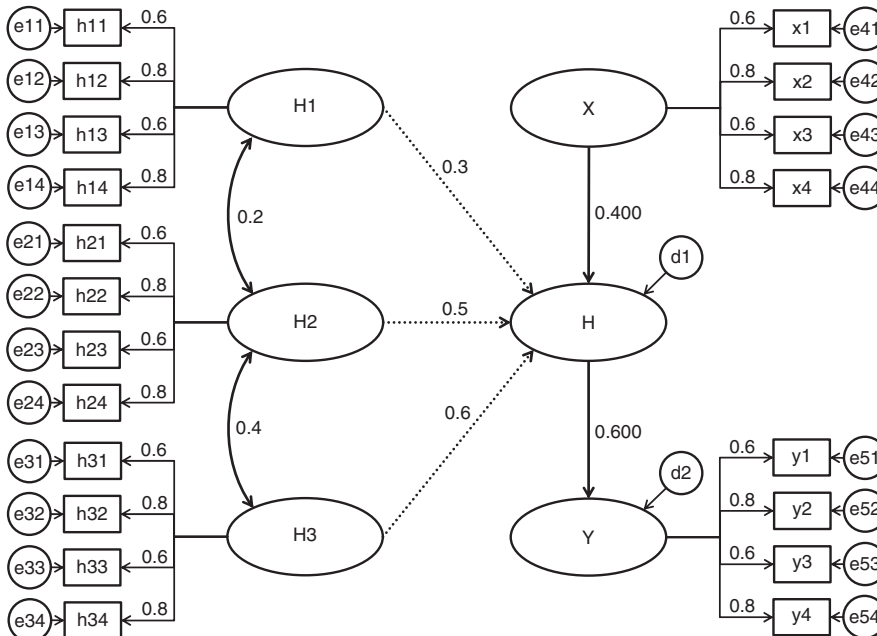 e11 h11 0.6
e12 h12 0.8
e13 h13 0.6
e14 h14 0.8
H1
0.2
e21 h21 0.6
e22 h22 0.8
e23 h23 0.6
e24 h24 0.8
H2
0.4
e31 h31 0.6
e32 h32 0.8
e33 h33 0.6
e34 h34 0.8
H3
0.3
0.5
0.6
X
0.6 x1 e41
0.8 x2 e42
0.6 x3 e43
0.8 x4 e44
0.400
d1
H
0.600
d2
Y
0.6 y1 e51
0.8 y2 e52
0.6 y3 e53
0.8 y4 e54